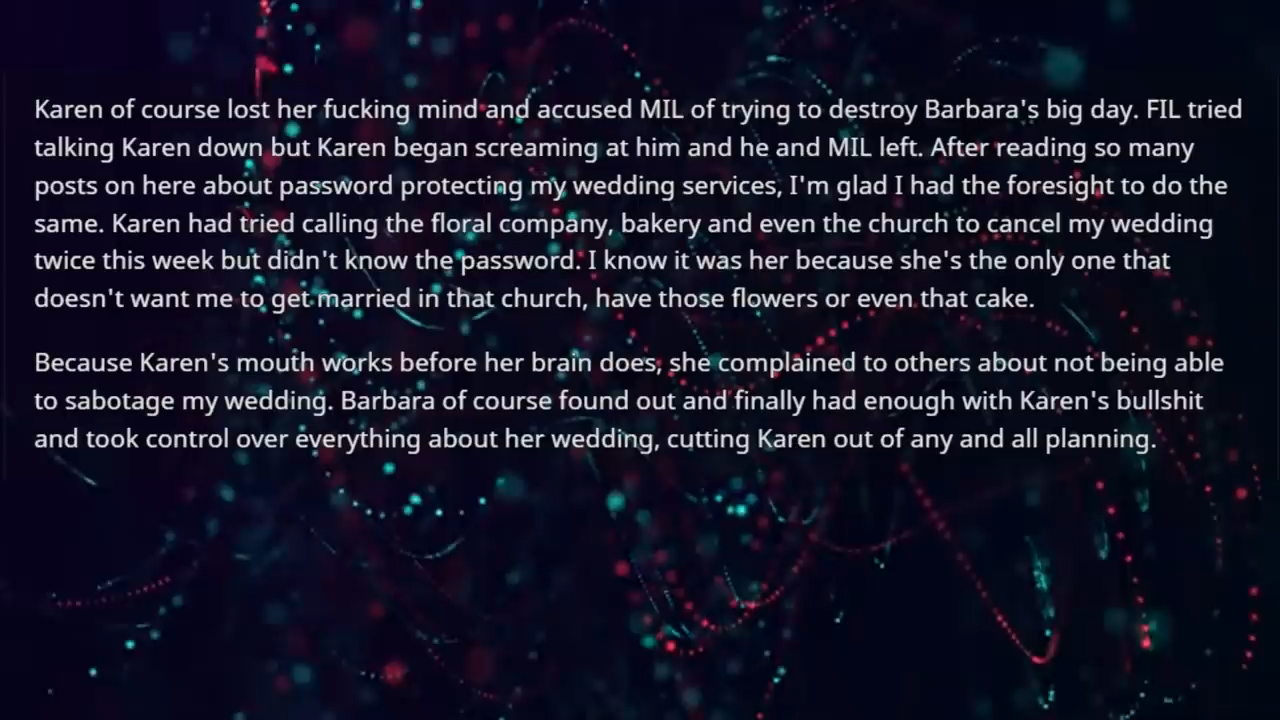 Karen of course lost her fucking mind and accused MIL of trying to destroy Barbara's big day. FIL tried
talking Karen down but Karen began screaming at him and he and MIL left. After reading so many
posts on here about password protecting my wedding services, I'm glad I had the foresight to do the
same. Karen had tried calling the floral company, bakery and even the church to cancel my wedding
twice this week but didn't know the password. I know it was her because she's the only one that
doesn't want me to get married in that church, have those flowers or even that cake.
Because Karen's mouth works before her brain does, she complained to others about not being able
to sabotage my wedding. Barbara of course found out and finally had enough with Karen's bullshit
and took control over everything about her wedding, cutting Karen out of any and all planning.